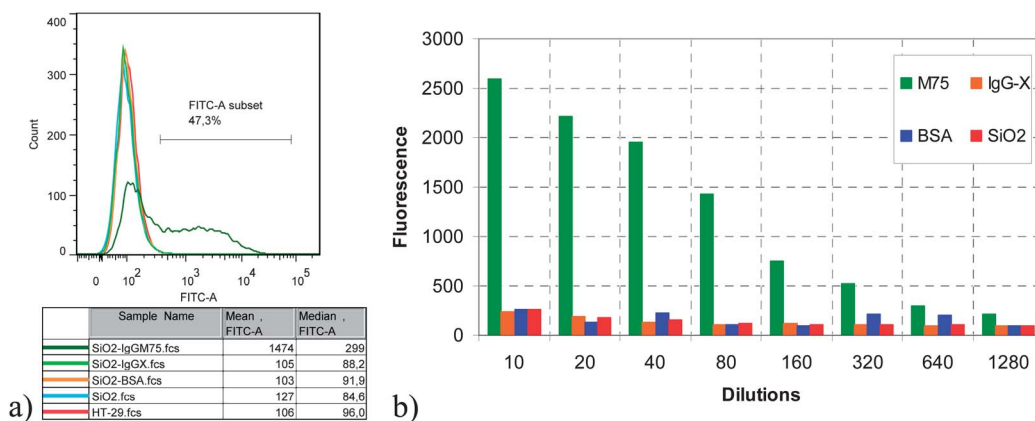 400
300
200
100
0
Count
FITC-A subset
47,3%
0 10^2 10^3 10^4 10^5
FITC-A
Sample Name Mean , FITC-A Median , FITC-A
SiO2-IgGM75.fcs 1474 299
SiO2-IgGX.fcs 105 88,2
SiO2-BSA.fcs 103 91,9
SiO2.fcs 127 84,6
HT-29.fcs 106 96,0
a)
3000
2500
2000
1500
1000
500
0
Fluorescence
M75 IgG-X
BSA SiO2
10 20 40 80 160 320 640 1280
Dilutions
b)